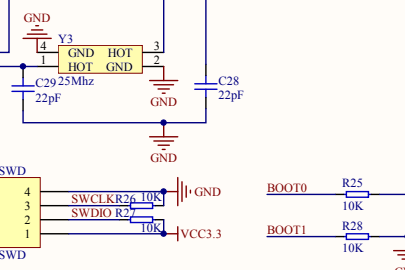 GND
Y3
4 GND HOT 3
1 HOT GND 2
C29 25Mhz
22pF
C28
22pF
GND
GND
SWD
4 GND
3 SWCLK R26 10K
2 SWDIO R27
1 10K VCC3.3
SWD
BOOT0 R25
10K
BOOT1 R28
10K